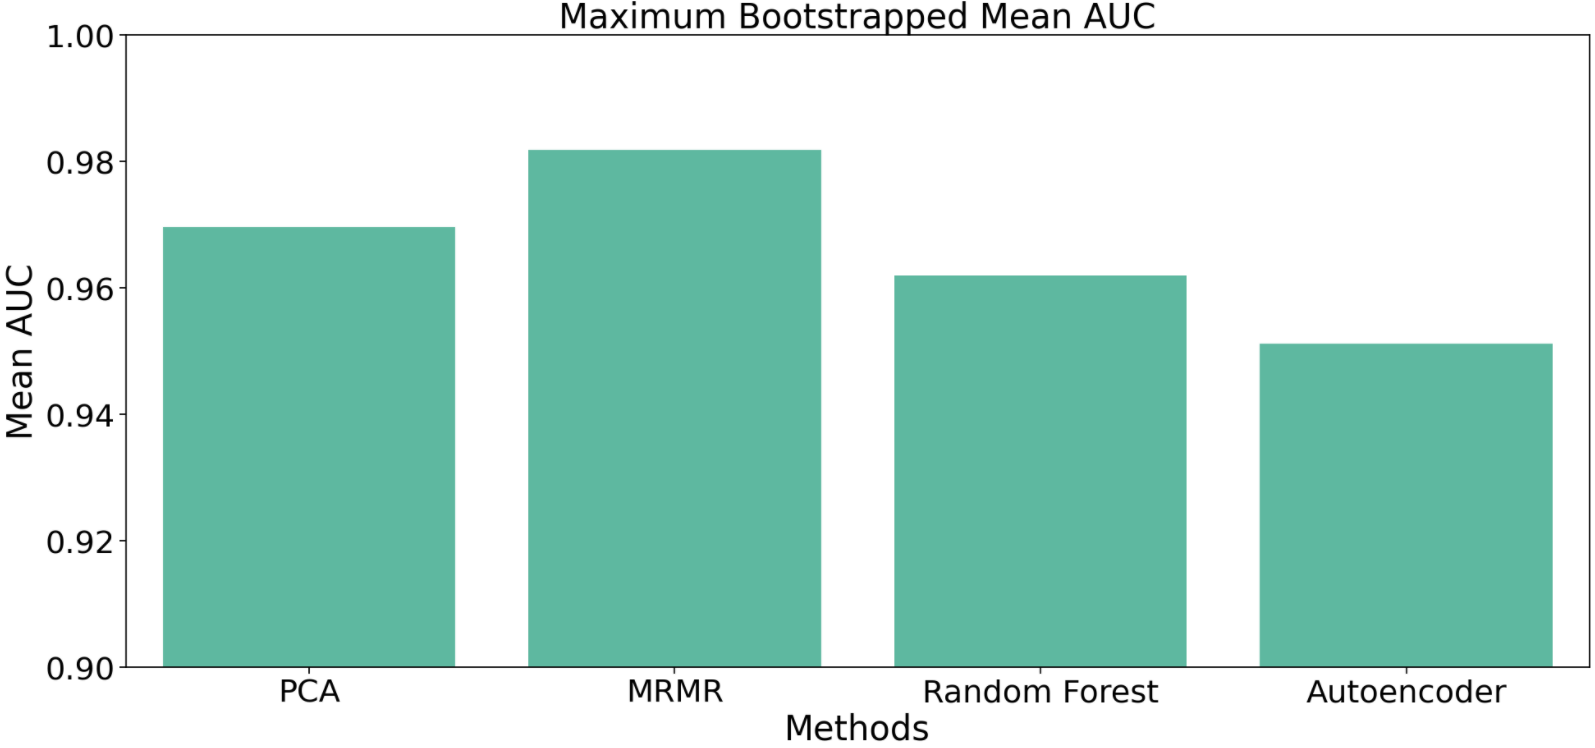 Maximum Bootstrapped Mean AUC
1.00
0.98
0.96
0.94
0.92
0.90
Mean AUC
PCA MRMR Random Forest Autoencoder
Methods